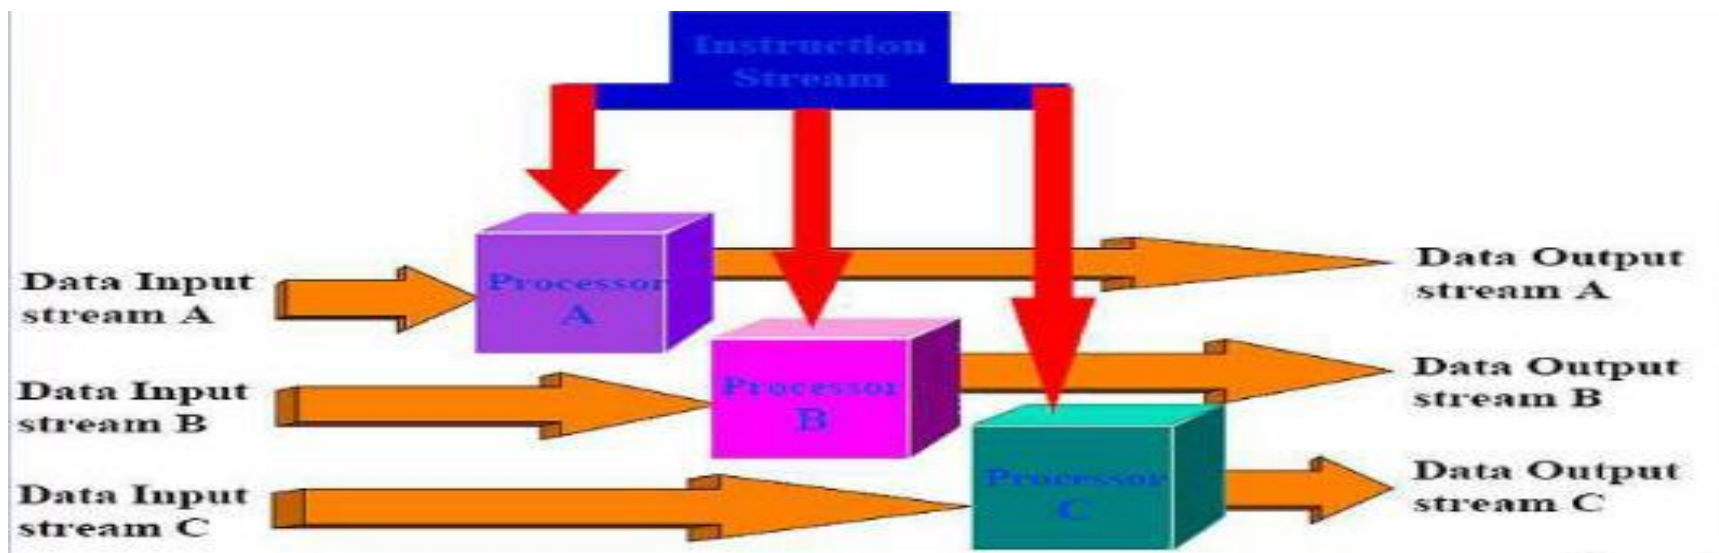 Instruction
Stream
Processor
A
Data Input
stream A
Data Output
stream A
Processor
B
Data Input
stream B
Data Output
stream B
Processor
C
Data Input
stream C
Data Output
stream C